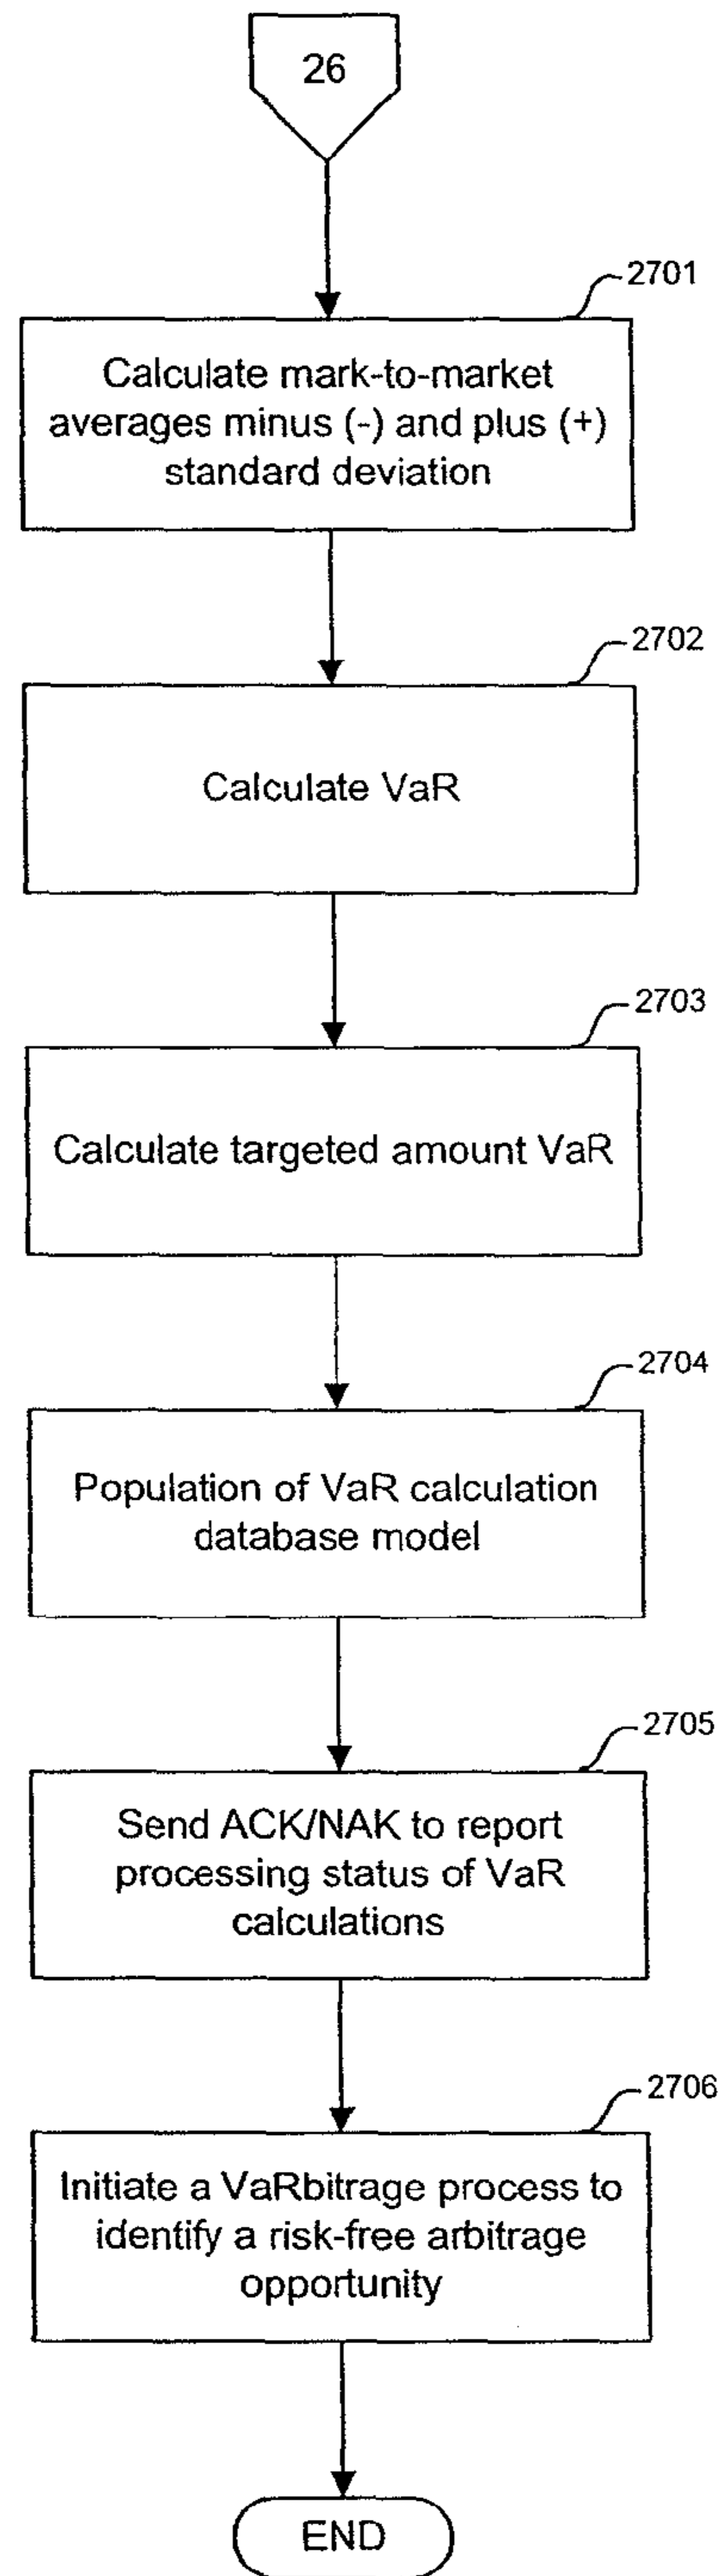 26
2701
Calculate mark-to-market
averages minus (-) and plus (+)
standard deviation
2702
Calculate VaR
2703
Calculate targeted amount VaR
2704
Population of VaR calculation
database model
2705
Send ACK/NAK to report
processing status of VaR
calculations
2706
Initiate a VaRbitrage process to
identify a risk-free arbitrage
opportunity
END